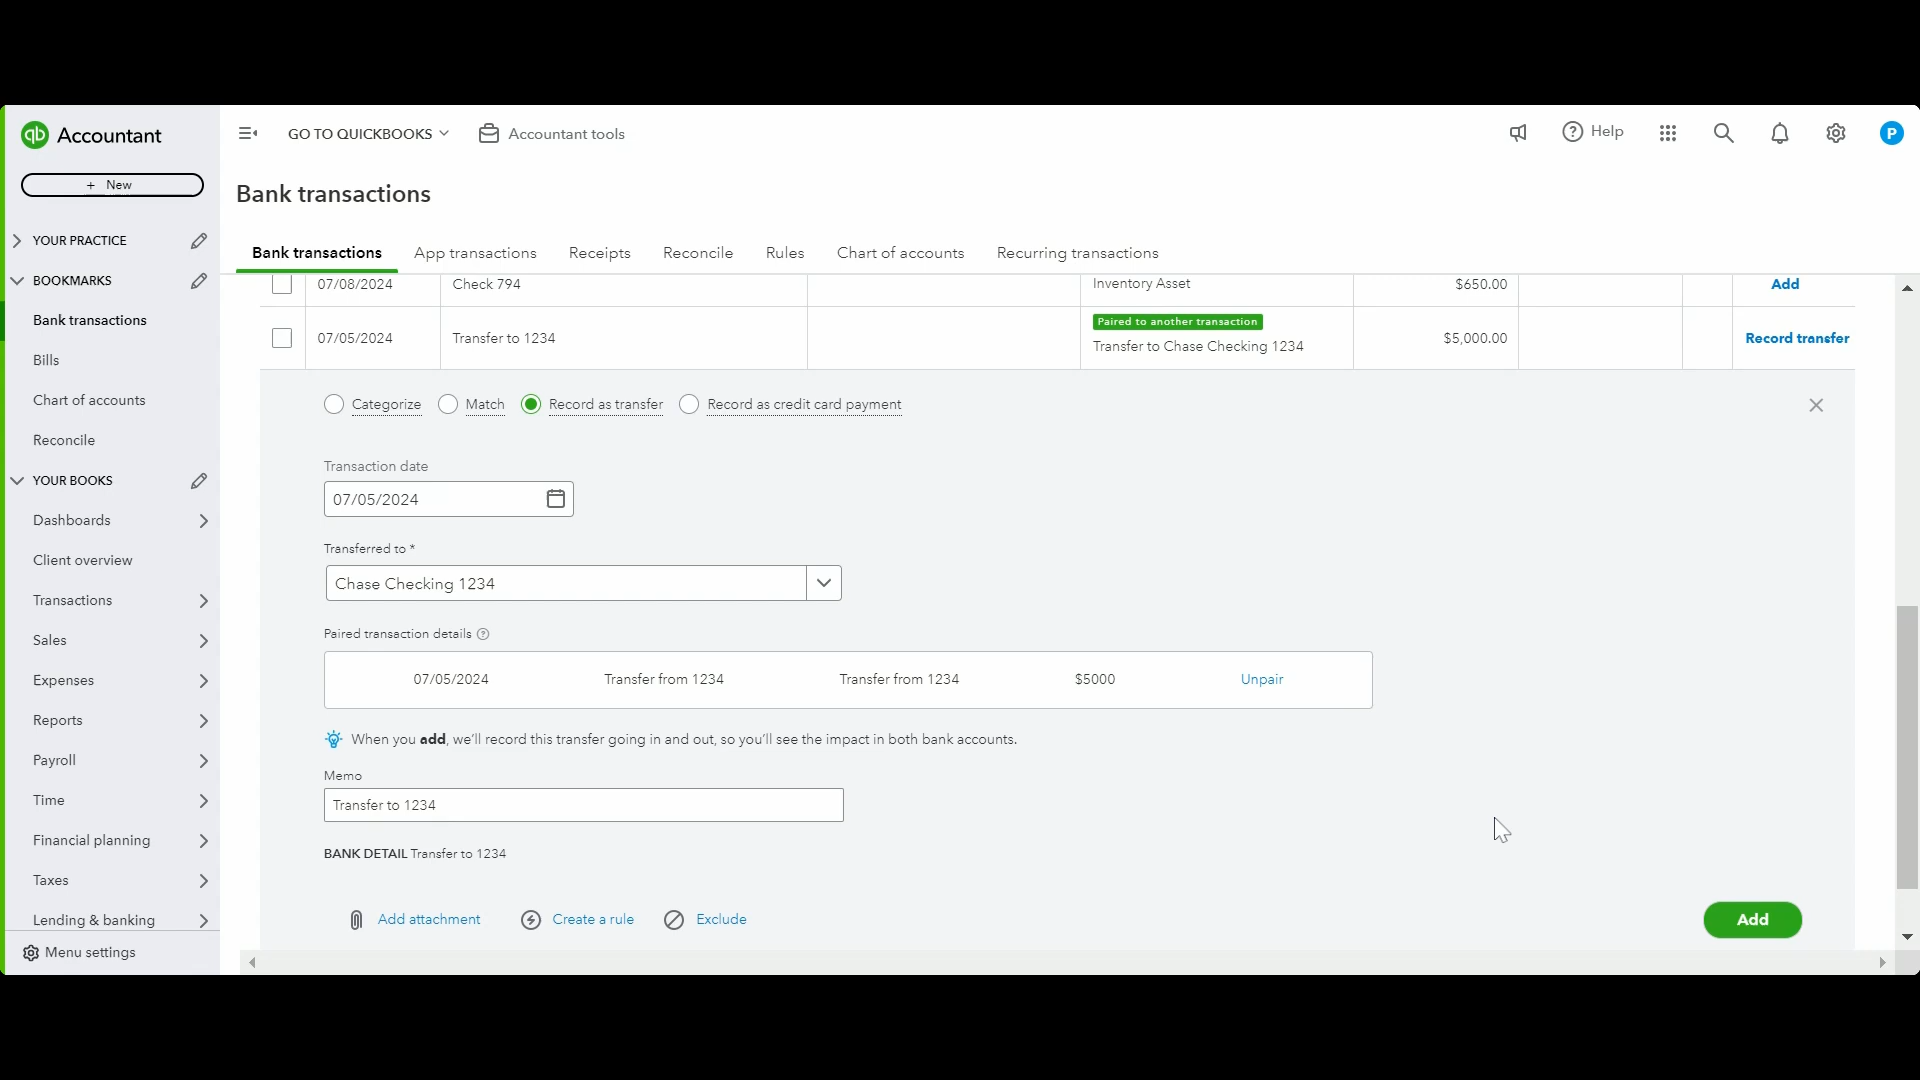 qb Accountant
GO TO QUICKBOOKS
Accountant tools
Help
P
+ New
Bank transactions
YOUR PRACTICE
BOOKMARKS
Bank transactions
Bills
Chart of accounts
Reconcile
YOUR BOOKS
Dashboards
Client overview
Transactions
Sales
Expenses
Reports
Payroll
Time
Financial planning
Taxes
Lending & banking
Menu settings
Bank transactions App transactions Receipts Reconcile Rules Chart of accounts Recurring transactions
07/08/2024 Check 794 Inventory Asset $650.00 Add
Paired to another transaction
07/05/2024 Transfer to 1234 Transfer to Chase Checking 1234 $5,000.00 Record transfer
Categorize Match Record as transfer Record as credit card payment
Transaction date
07/05/2024
Transferred to *
Chase Checking 1234
Paired transaction details ?
07/05/2024 Transfer from 1234 Transfer from 1234 $5000 Unpair
When you add, we'll record this transfer going in and out, so you'll see the impact in both bank accounts.
Memo
Transfer to 1234
BANK DETAIL Transfer to 1234
Add attachment Create a rule Exclude Add